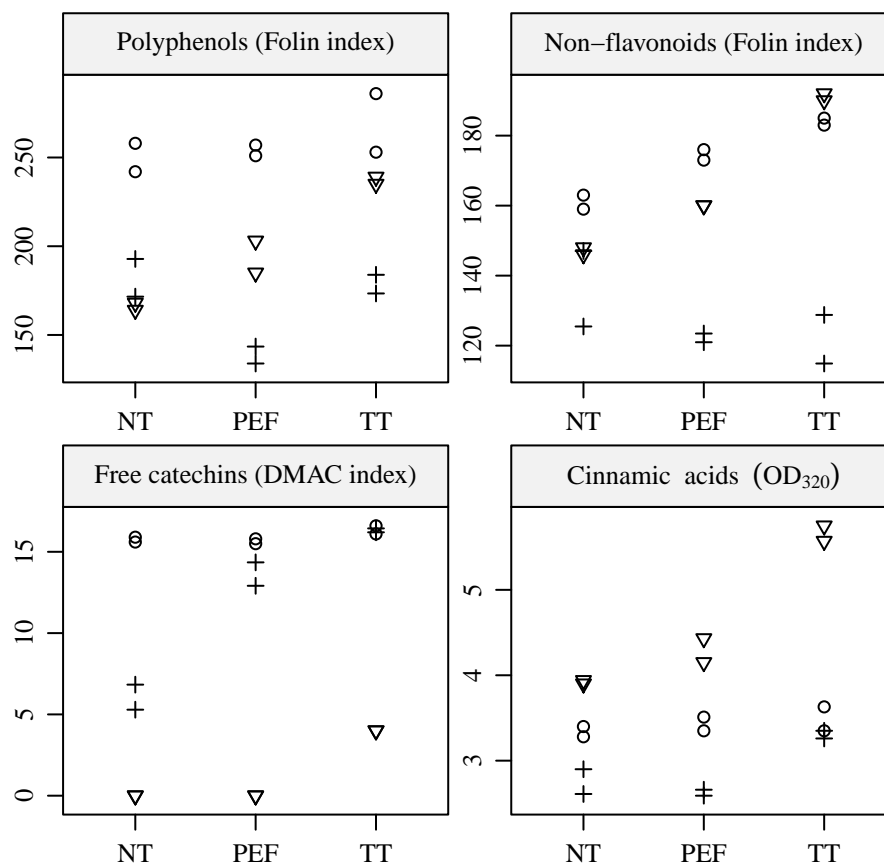 Polyphenols (Folin index)
250
200
150
NT PEF TT
Non−flavonoids (Folin index)
180
160
140
120
NT PEF TT
Free catechins (DMAC index)
15
10
5
0
NT PEF TT
Cinnamic acids (OD320)
5
4
3
NT PEF TT